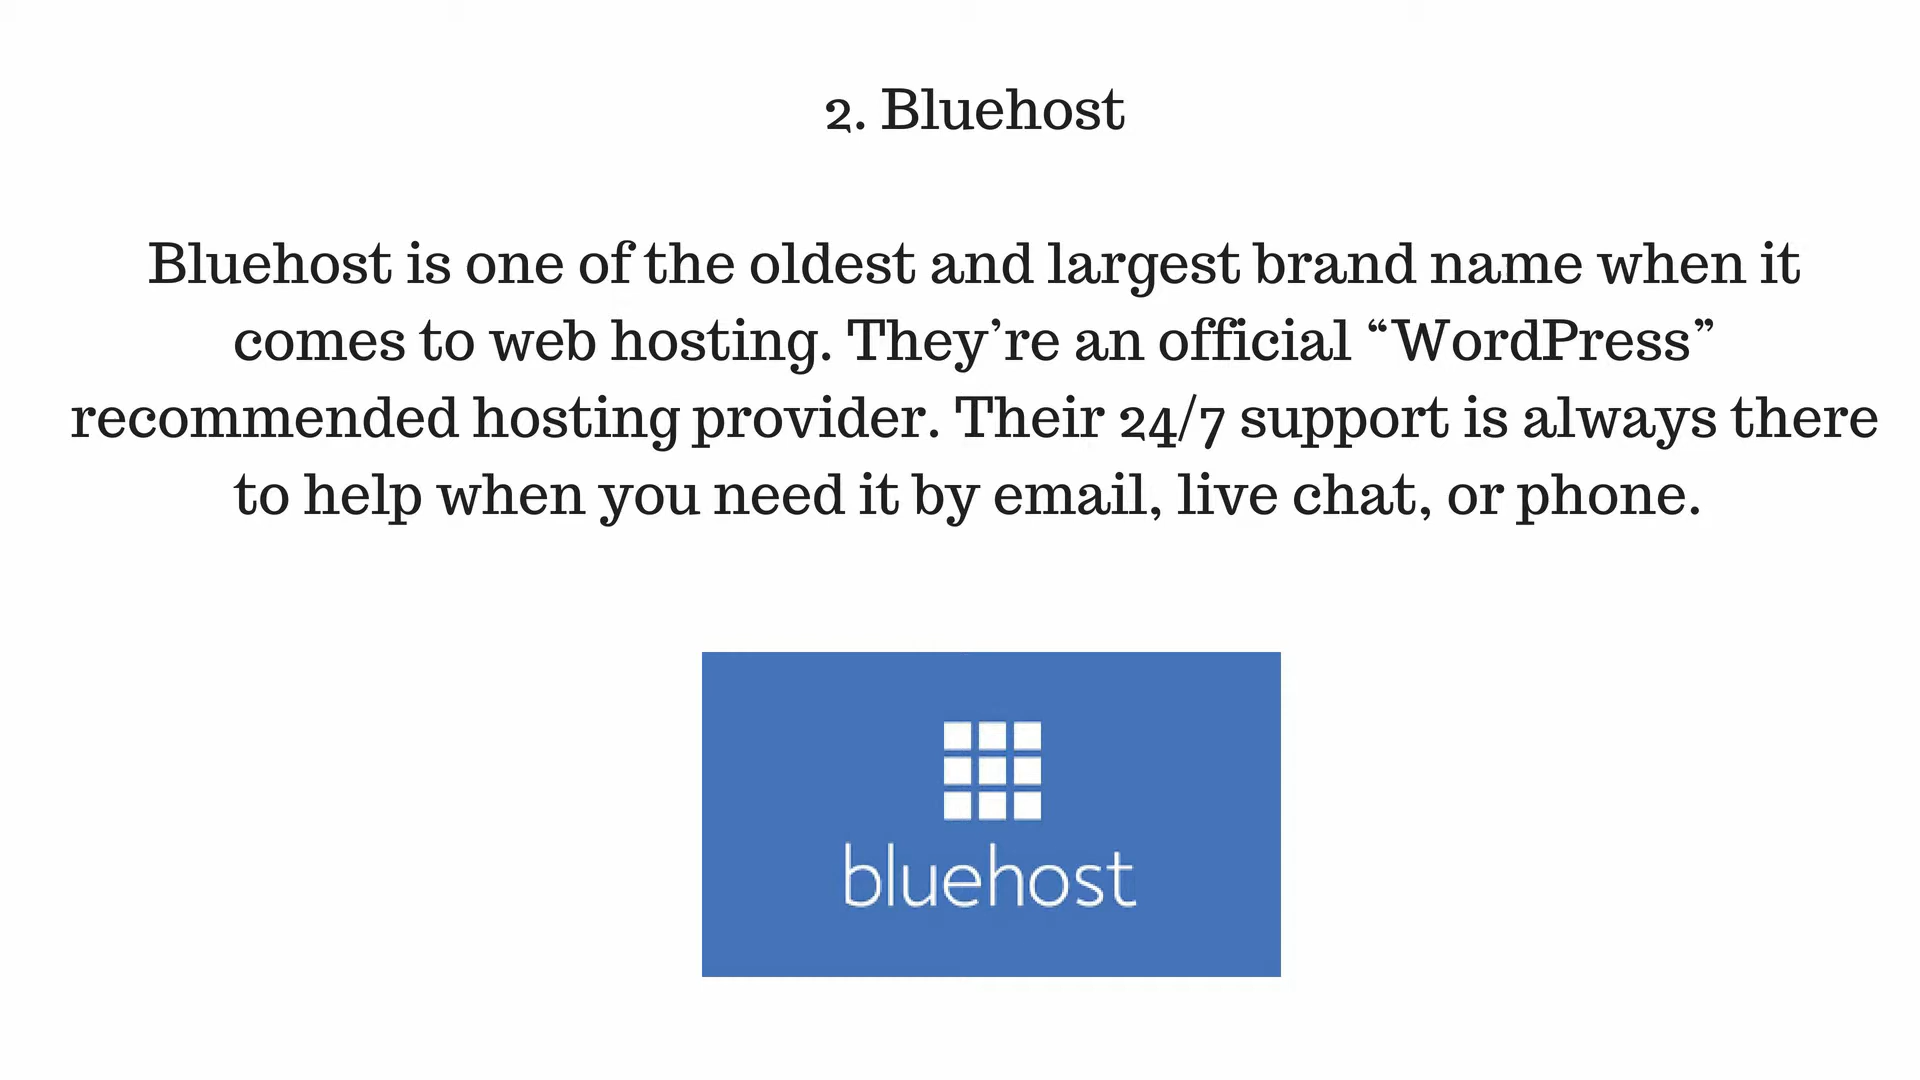 2. Bluehost
Bluehost is one of the oldest and largest brand name when it
comes to web hosting. They’re an official “WordPress”
recommended hosting provider. Their 24/7 support is always there
to help when you need it by email, live chat, or phone.
bluehost